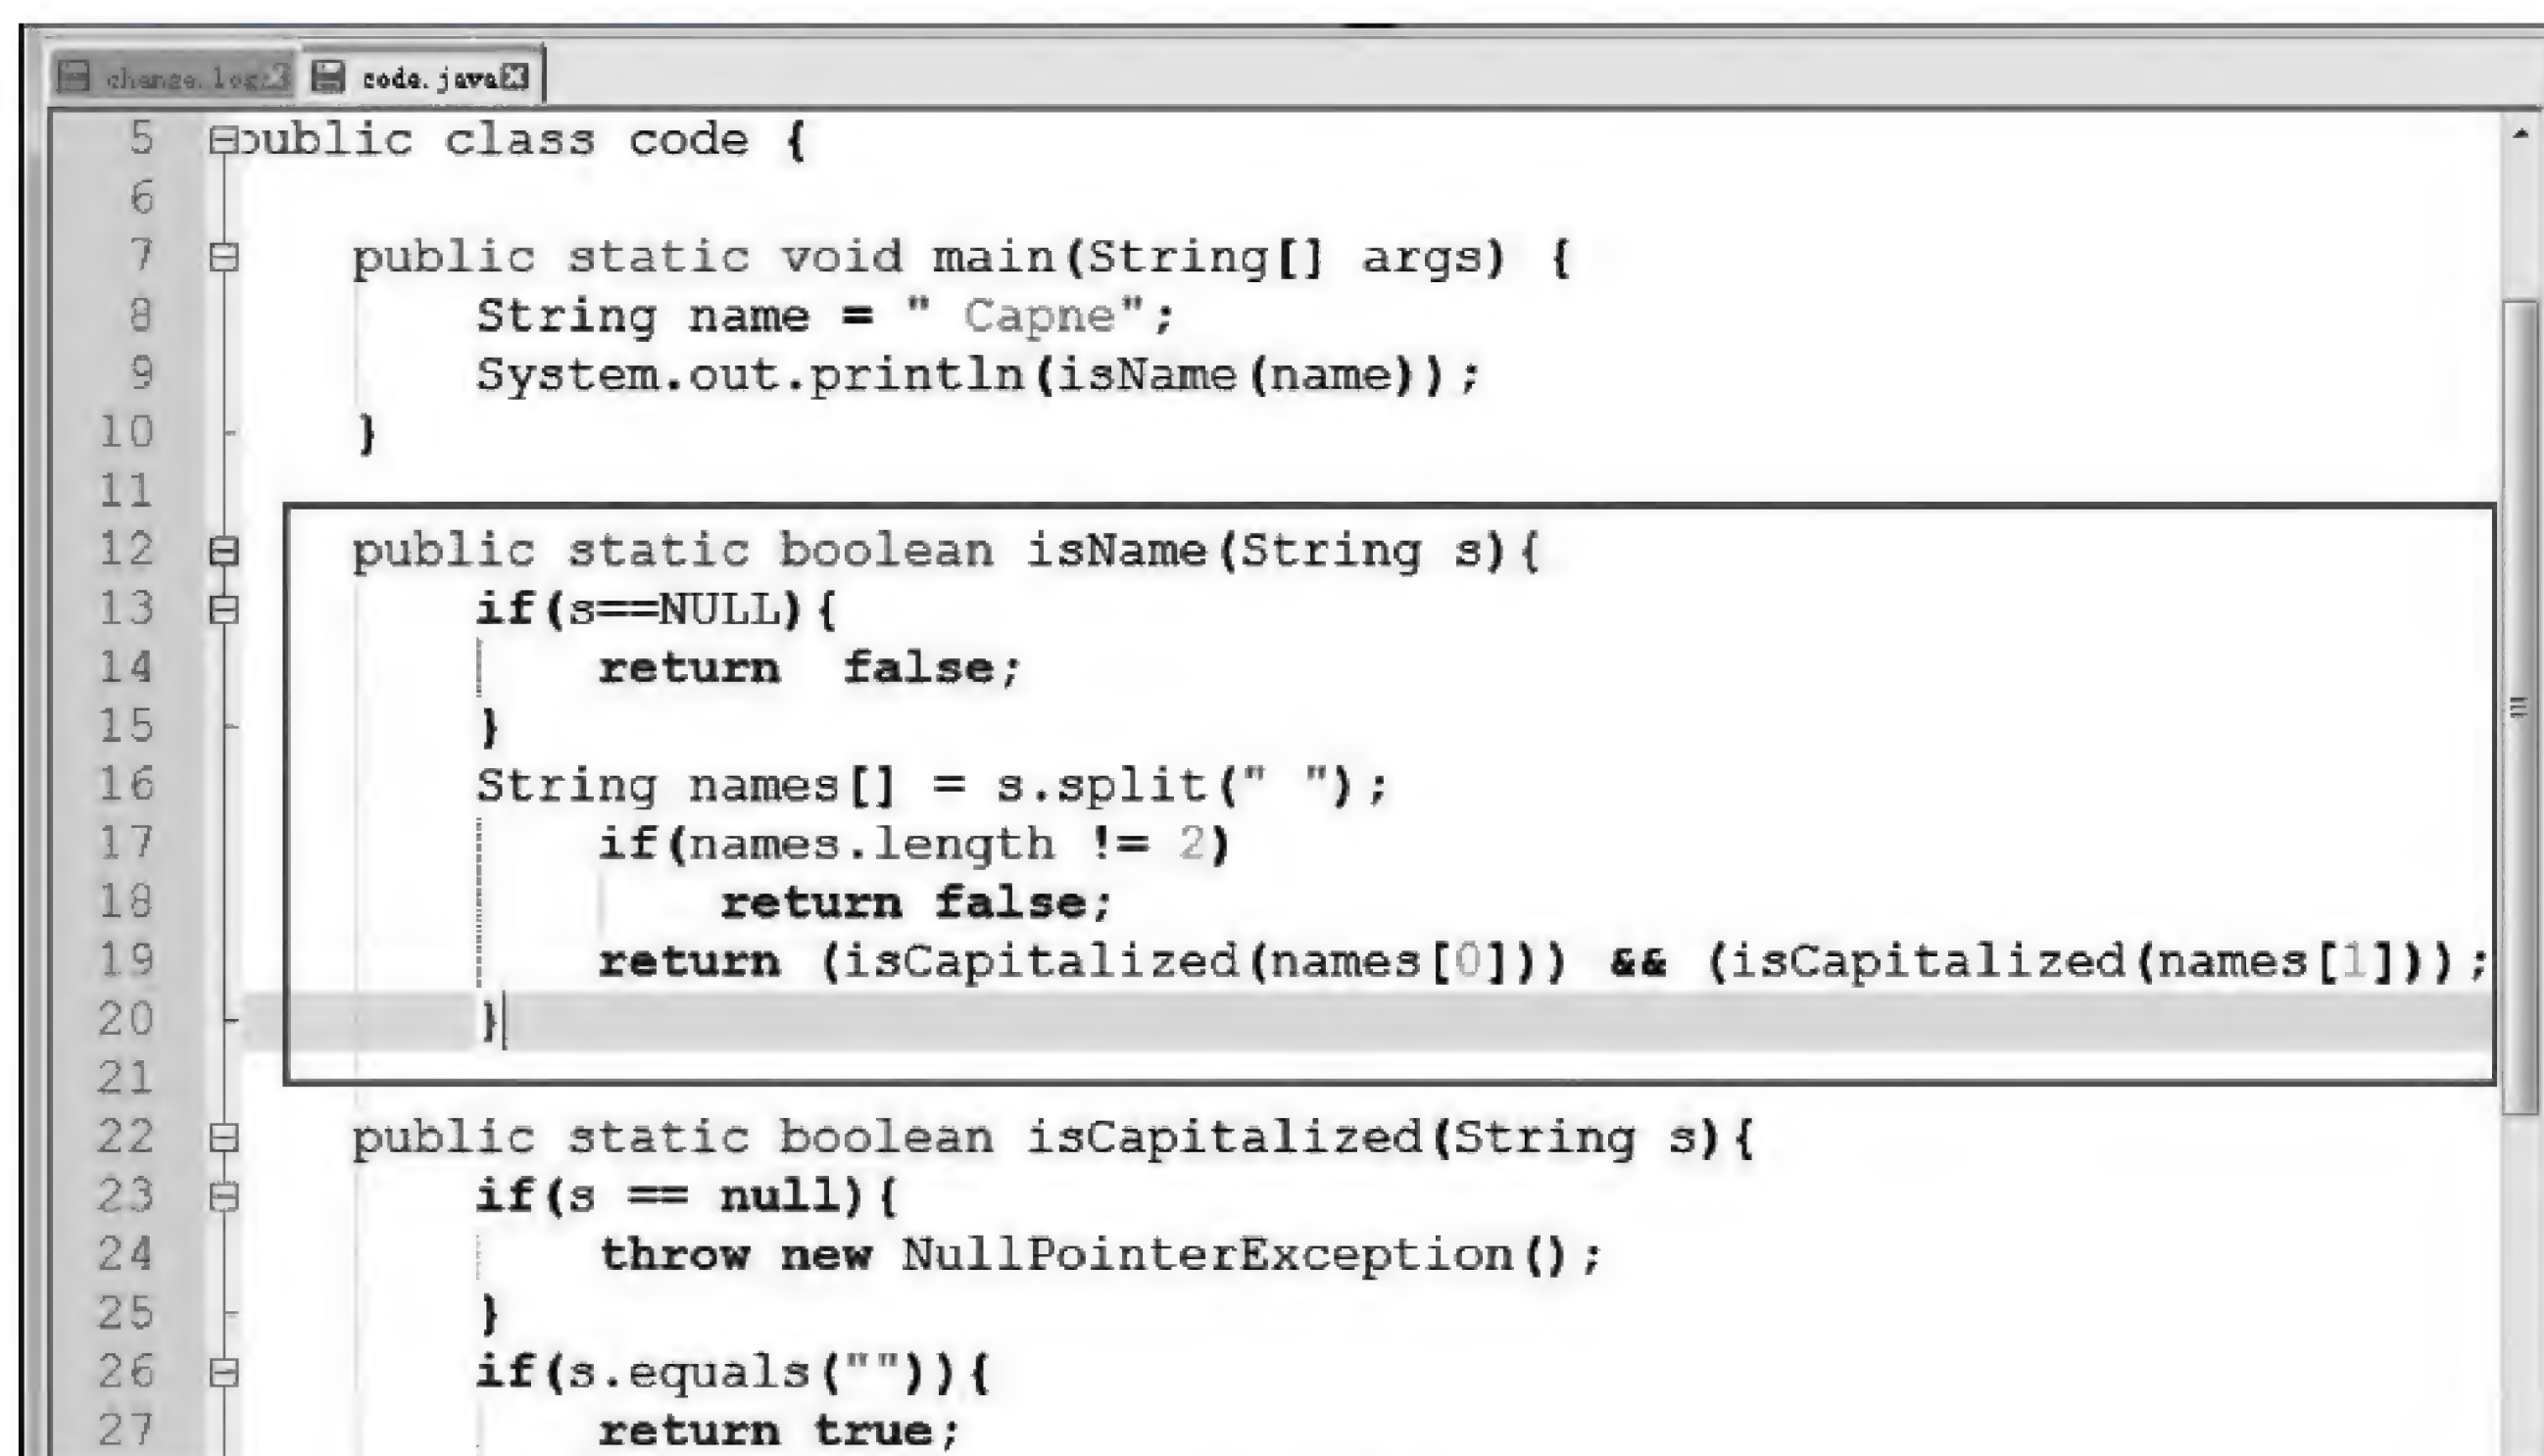 change.log code.java
5 public class code {
6
7 public static void main(String[] args) {
8 String name = " Capne";
9 System.out.println(isName(name));
10 }
11
12 public static boolean isName(String s){
13 if(s==NULL){
14 return  false;
15 }
16 String names[] = s.split(" ");
17 if(names.length != 2)
18 return false;
19 return (isCapitalized(names[0])) && (isCapitalized(names[1]));
20 }
21
22 public static boolean isCapitalized(String s){
23 if(s == null){
24 throw new NullPointerException();
25 }
26 if(s.equals("")){
27 return true;